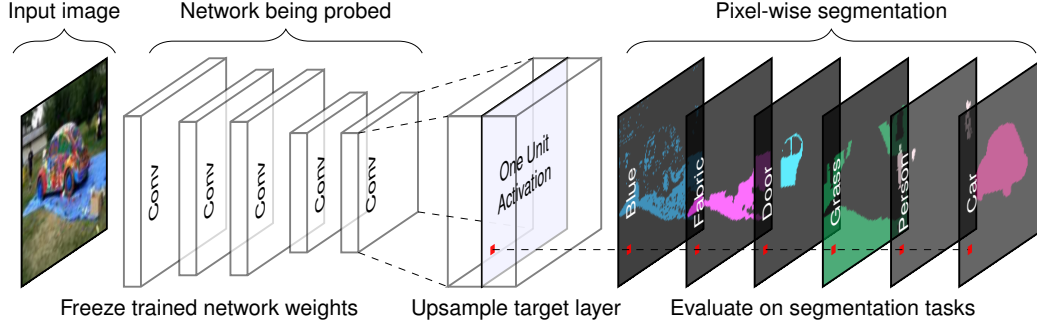 Input image
Network being probed
Pixel-wise segmentation
Conv
Conv
Conv
Conv
Conv
One Unit
Activation
Blue
Fabric
Door
Grass
Person
Car
Freeze trained network weights
Upsample target layer
Evaluate on segmentation tasks